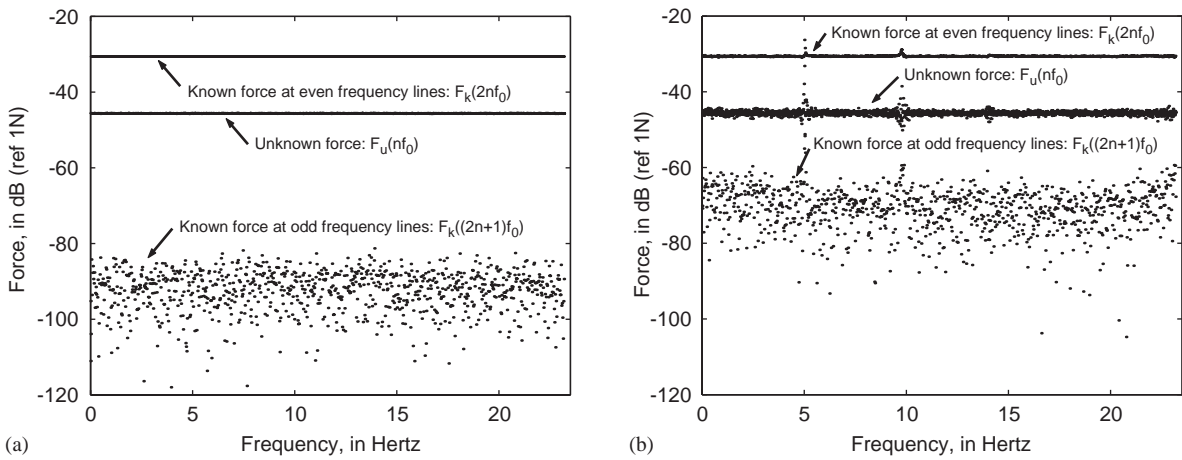 -20
-40
-60
-80
-100
-120
Force, in dB (ref 1N)
Known force at even frequency lines: F_k(2nf_0)
Unknown force: F_u(nf_0)
Known force at odd frequency lines: F_k((2n+1)f_0)
0 5 10 15 20
Frequency, in Hertz
(a)
-20
-40
-60
-80
-100
-120
Force, in dB (ref 1N)
Known force at even frequency lines: F_k(2nf_0)
Unknown force: F_u(nf_0)
Known force at odd frequency lines: F_k((2n+1)f_0)
0 5 10 15 20
Frequency, in Hertz
(b)